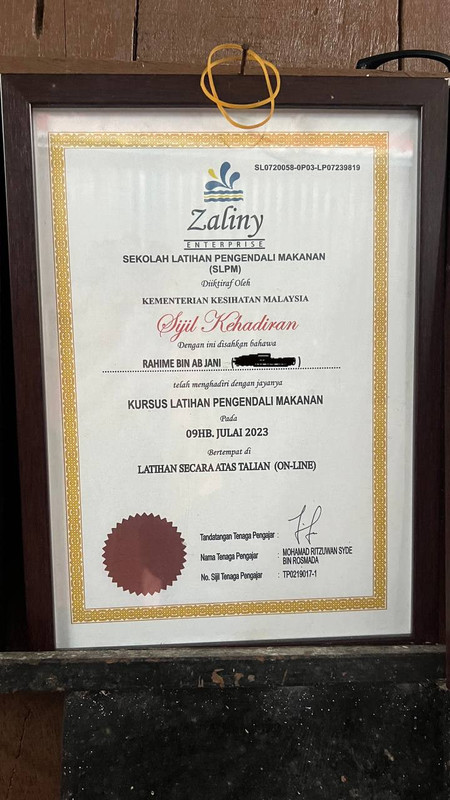 SL0720058-0P03-LP07239819
Zaliny
ENTERPRISE
SEKOLAH LATIHAN PENGENDALI MAKANAN
(SLPM)
Diiktiraf Oleh
KEMENTERIAN KESIHATAN MALAYSIA
Sijil Kehadiran
Dengan ini disahkan bahawa
RAHIME BIN AB JANI ( )
telah menghadiri dengan jayanya
KURSUS LATIHAN PENGENDALI MAKANAN
Pada
09HB. JULAI 2023
Bertempat di
LATIHAN SECARA ATAS TALIAN (ON-LINE)
Tandatangan Tenaga Pengajar :
Nama Tenaga Pengajar : MOHAMAD RITZUWAN SYDE
BIN ROSMADA
No. Sijil Tenaga Pengajar : TP0219017-1